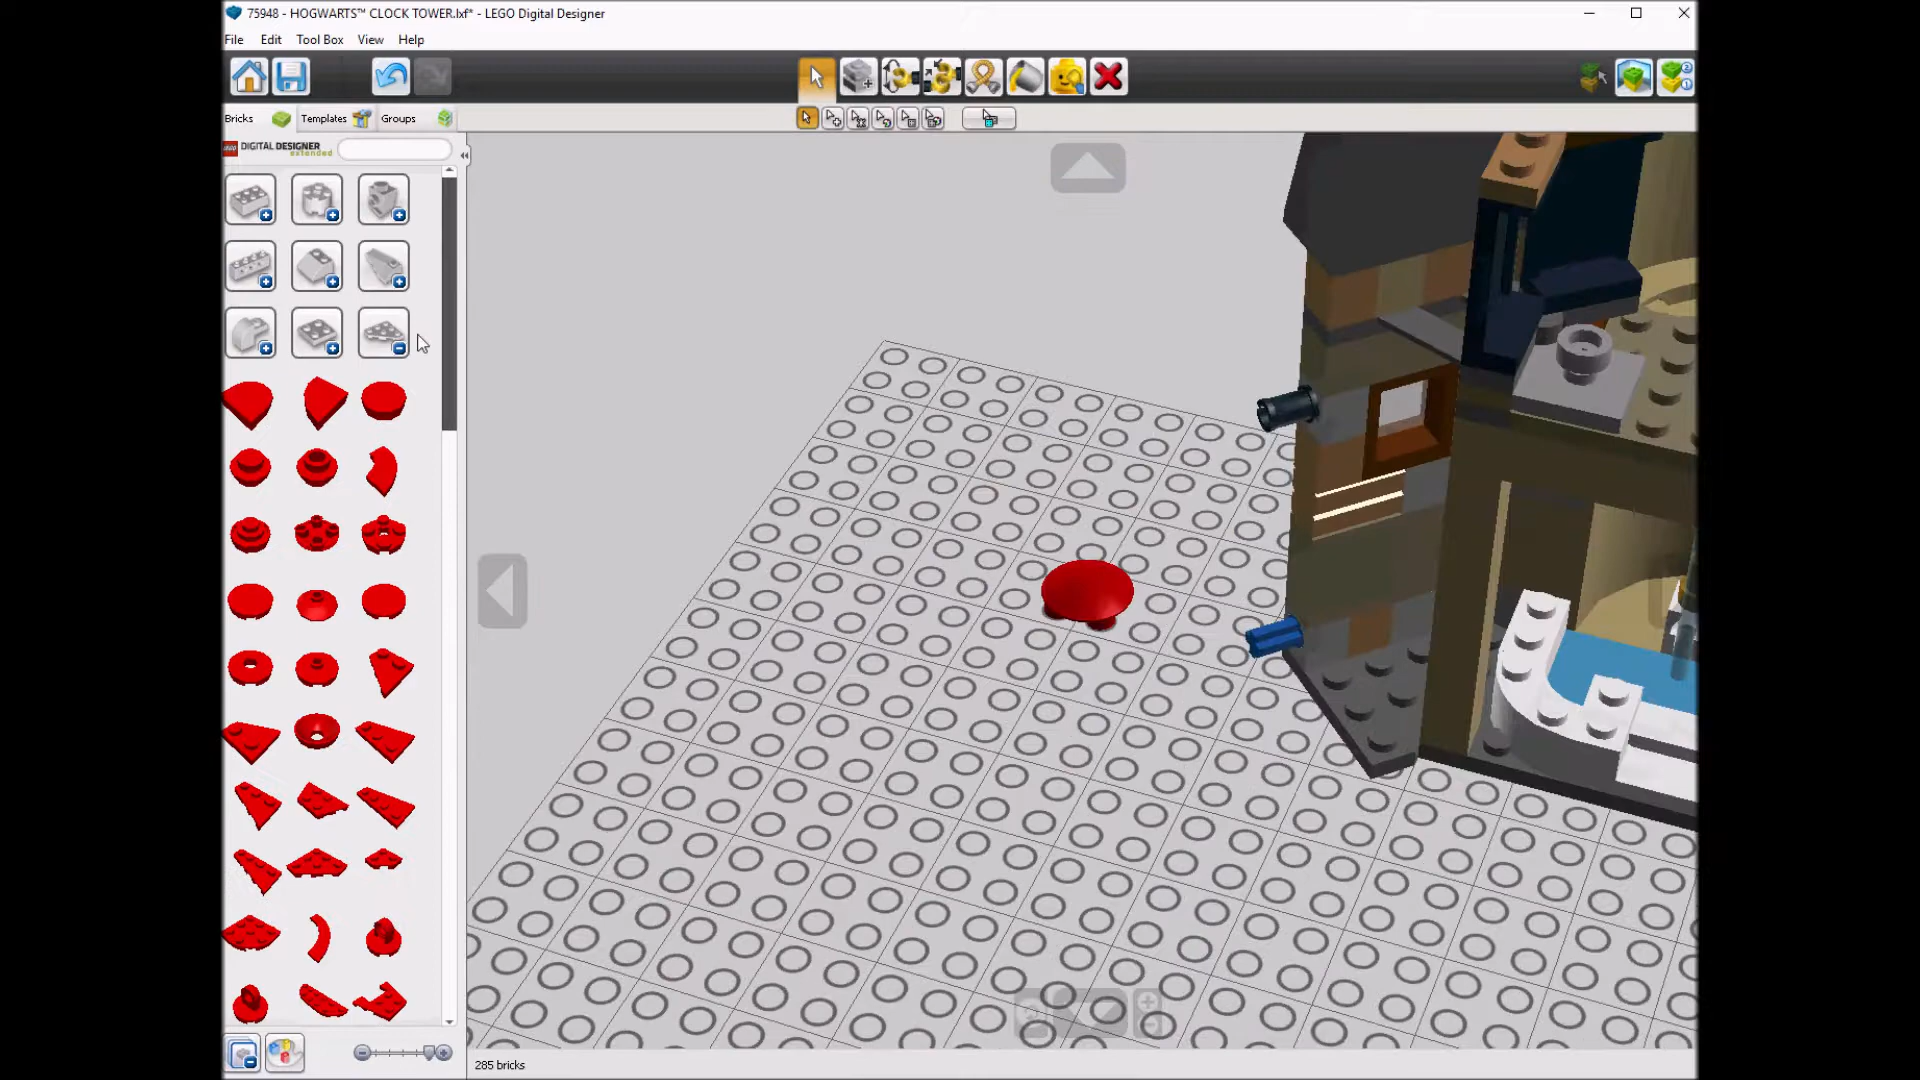 75948 - HOGWARTS™ CLOCK TOWER.lxf* - LEGO Digital Designer
File Edit Tool Box View Help
Bricks Templates Groups
LEGO DIGITAL DESIGNER
extended
285 bricks